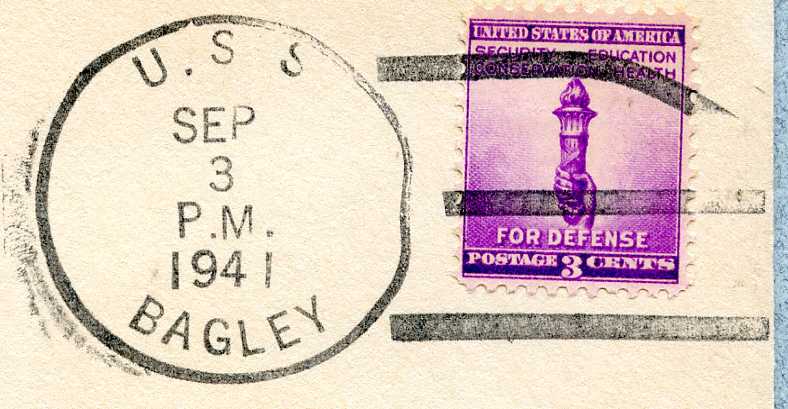 U.S S
SEP
3
P.M.
1941
BAGLEY
UNITED STATES OF AMERICA
SECURITY EDUCATION
CONSERVATION HEALTH
FOR DEFENSE
POSTAGE 3 CENTS